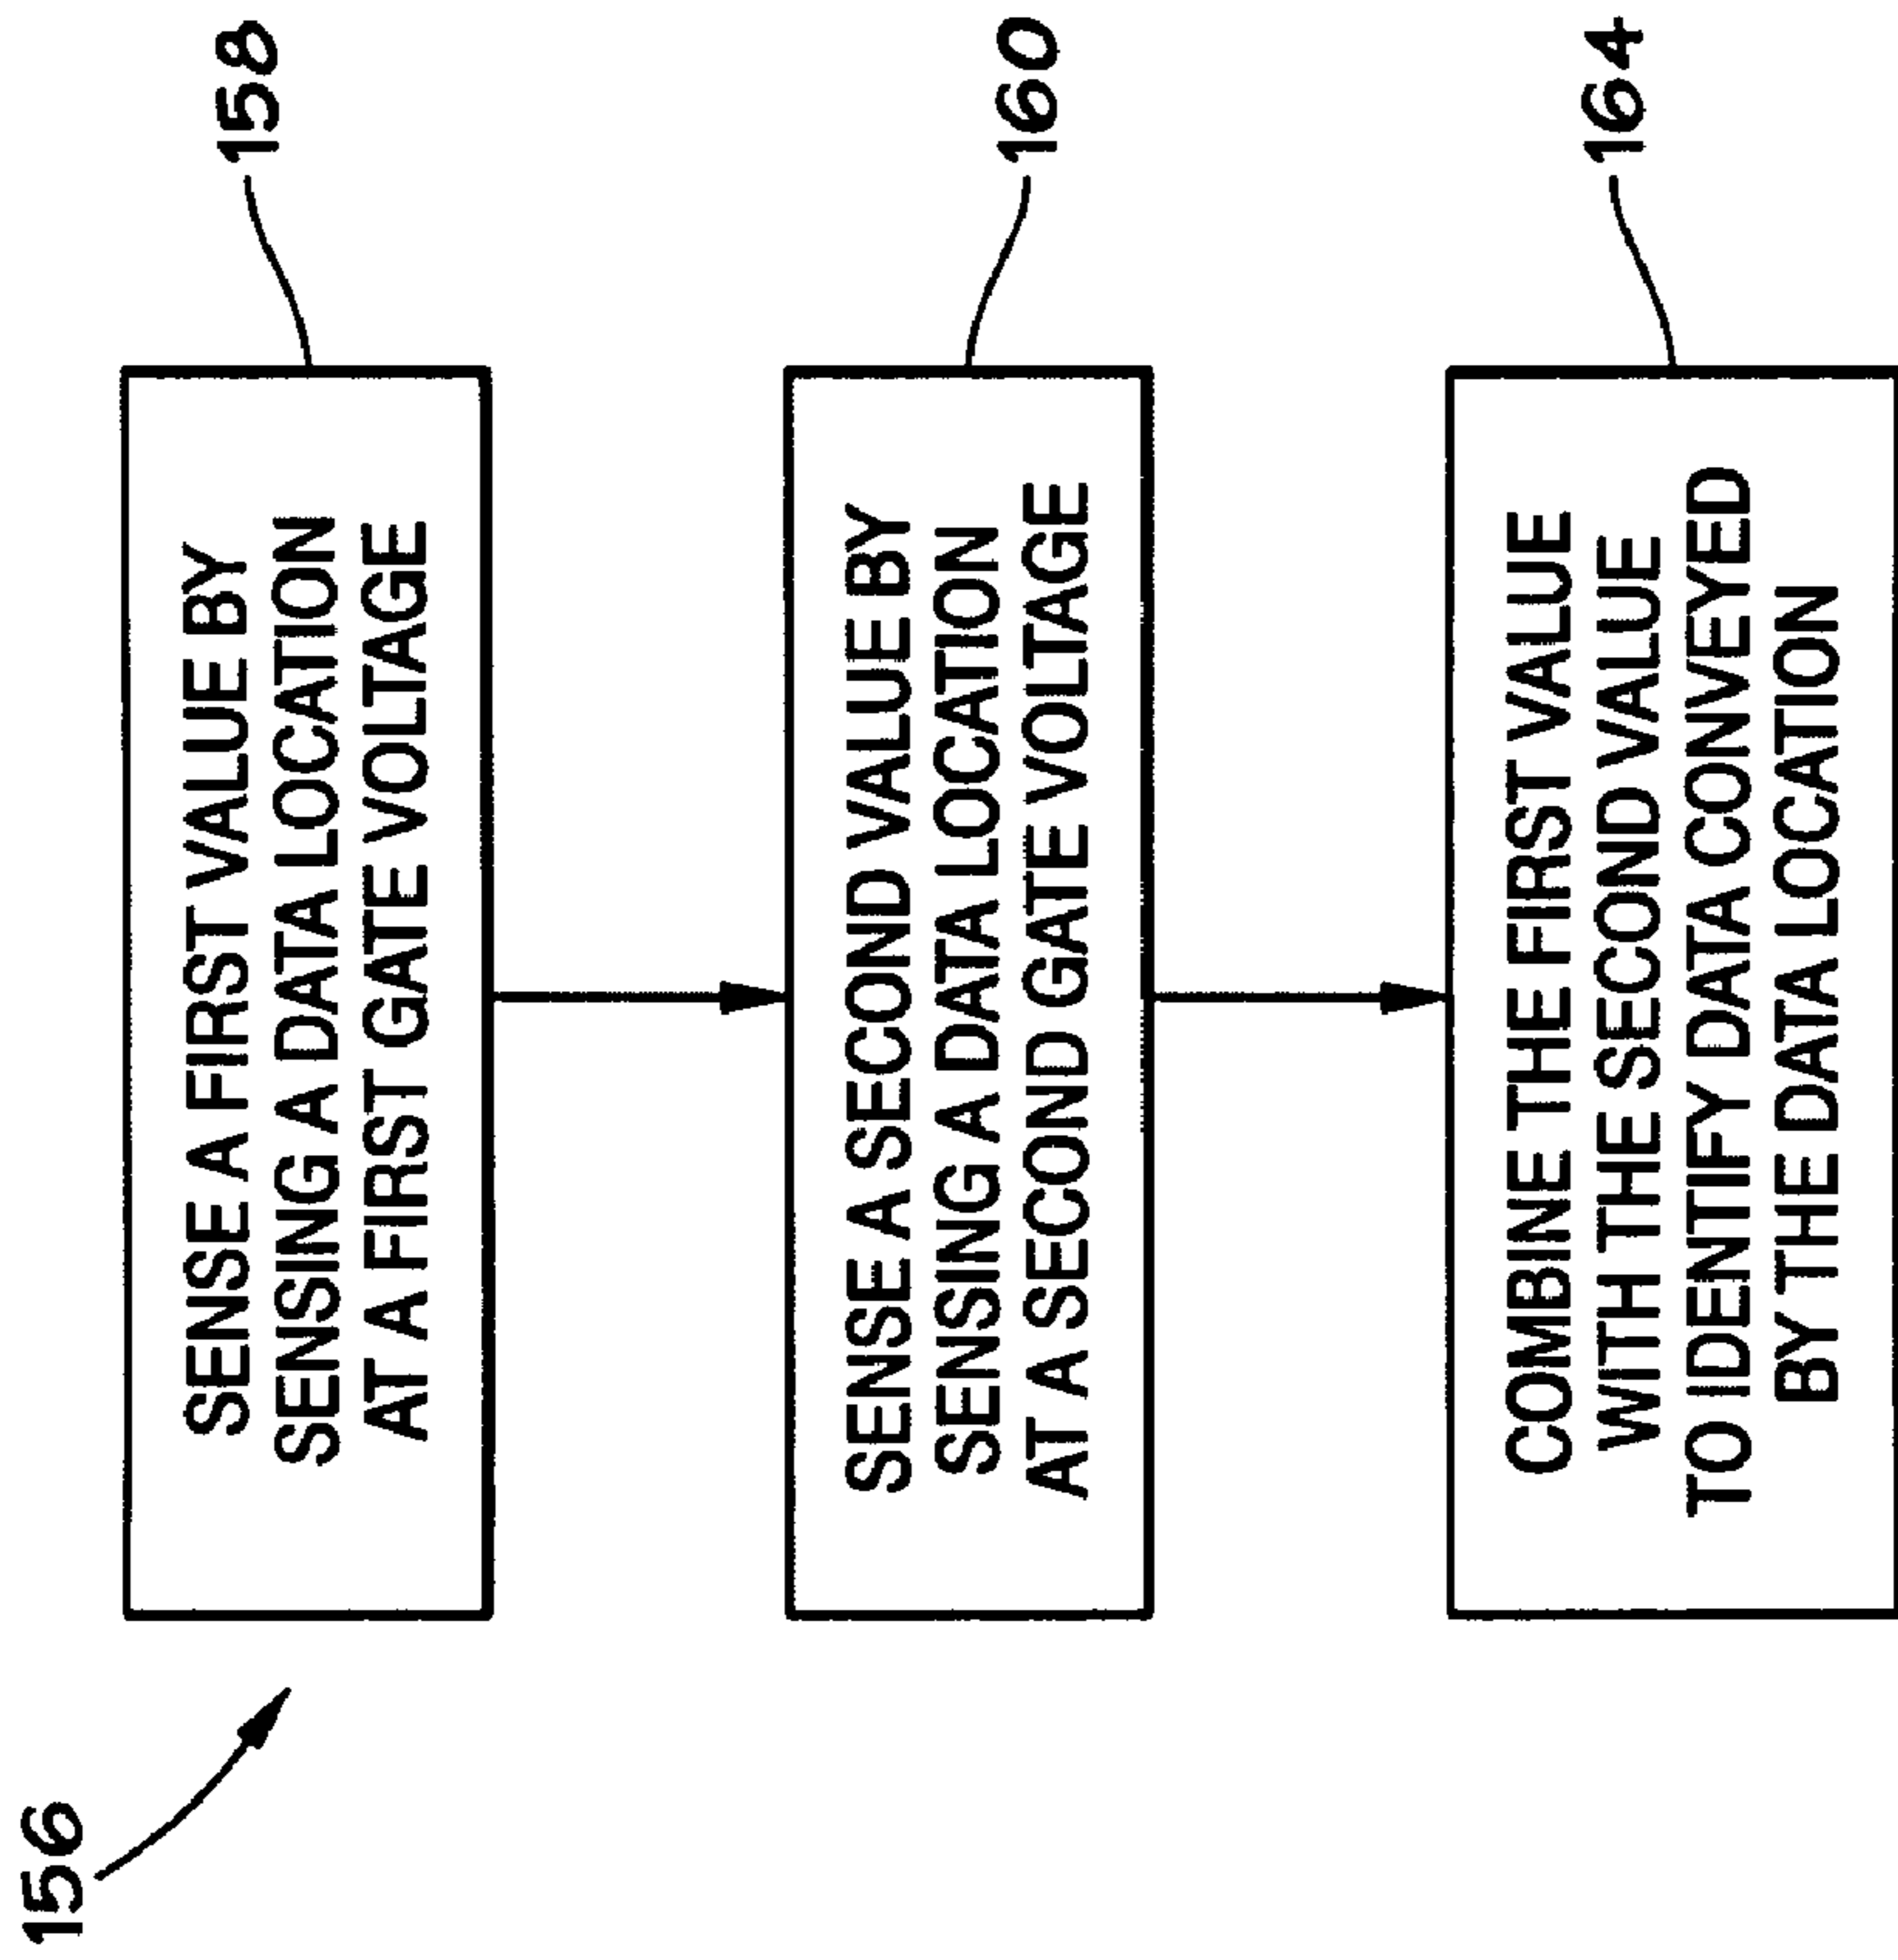 156
SENSE A FIRST VALUE BY
SENSING A DATA LOCATION
AT A FIRST GATE VOLTAGE
158
SENSE A SECOND VALUE BY
SENSING A DATA LOCATION
AT A SECOND GATE VOLTAGE
160
COMBINE THE FIRST VALUE
WITH THE SECOND VALUE
TO IDENTIFY DATA CONVEYED
BY THE DATA LOCATION
164